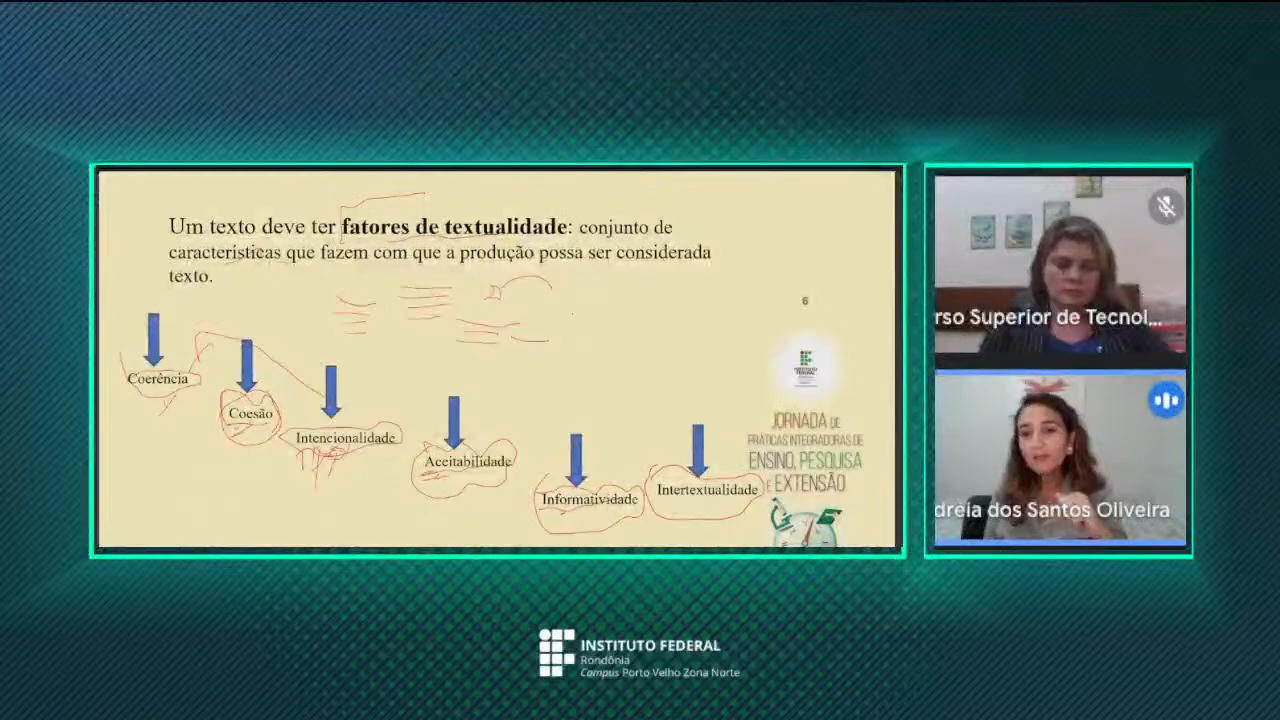 Um texto deve ter fatores de textualidade: conjunto de
características que fazem com que a produção possa ser considerada
texto.
6
Coerência
Coesão
Intencionalidade
Aceitabilidade
Informatividade
Intertextualidade
INSTITUTO
FEDERAL
JORNADA DE
PRÁTICAS INTEGRADORAS DE
ENSINO, PESQUISA
E EXTENSÃO
rso Superior de Tecnol...
dréia dos Santos Oliveira
INSTITUTO FEDERAL
Rondônia
Campus Porto Velho Zona Norte